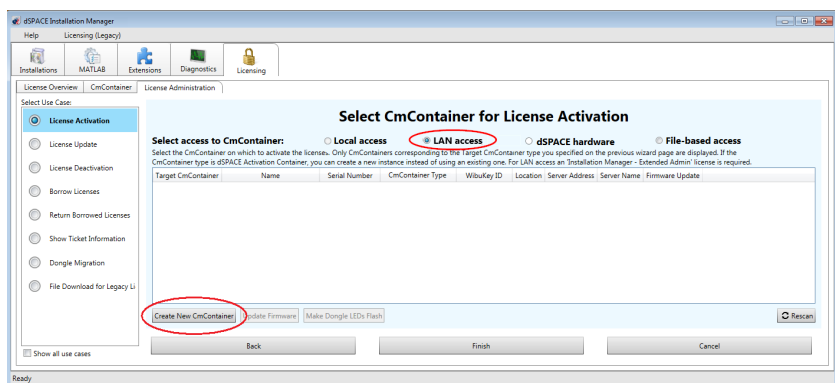 dSPACE Installation Manager
Help Licensing (Legacy)
Installations MATLAB Extensions Diagnostics Licensing
License Overview CmContainer License Administration
Select Use Case:
License Activation
License Update
License Deactivation
Borrow Licenses
Return Borrowed Licenses
Show Ticket Information
Dongle Migration
File Download for Legacy Li
Show all use cases
Select CmContainer for License Activation
Select access to CmContainer: Local access LAN access dSPACE hardware File-based access
Select the CmContainer on which to activate the licenses. Only CmContainers corresponding to the Target CmContainer type you specified on the previous wizard page are displayed. If the
CmContainer type is dSPACE Activation Container, you can create a new instance instead of using an existing one. For LAN access an 'Installation Manager - Extended Admin' license is required.
Target CmContainer Name Serial Number CmContainer Type WibuKey ID Location Server Address Server Name Firmware Update
Create New CmContainer Update Firmware Make Dongle LEDs Flash Rescan
Back Finish Cancel
Ready